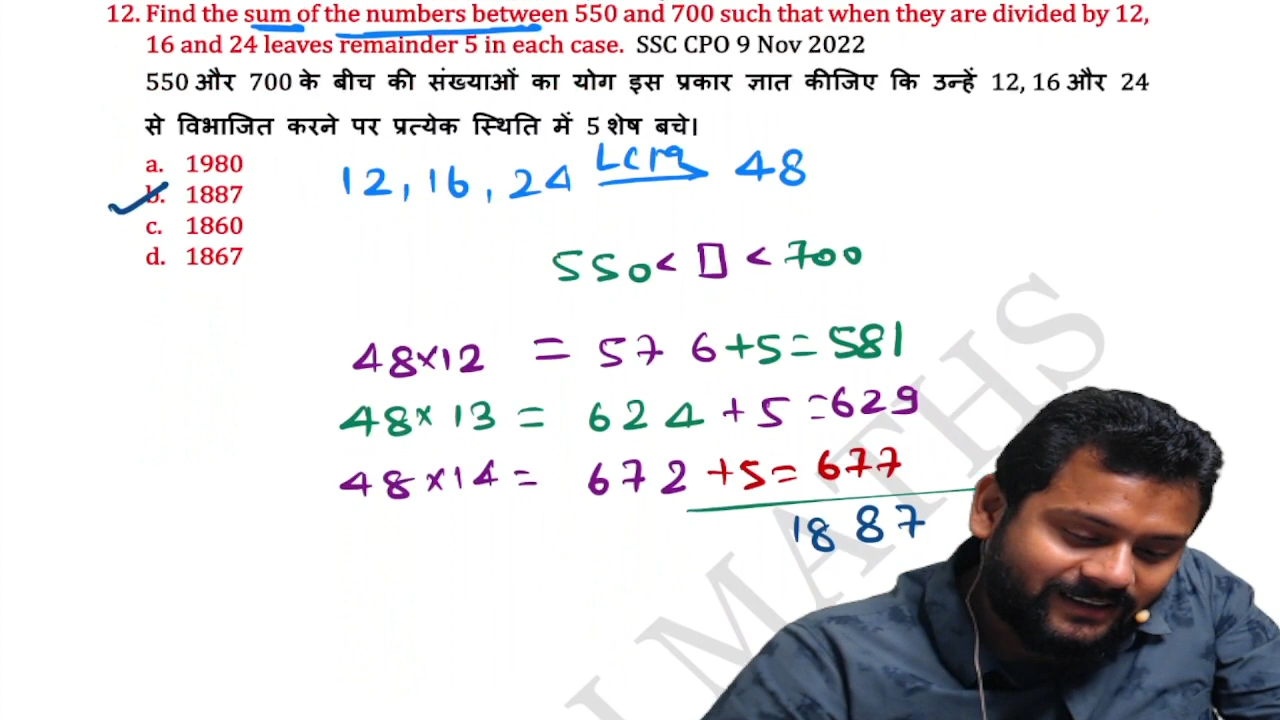 12. Find the sum of the numbers between 550 and 700 such that when they are divided by 12,
16 and 24 leaves remainder 5 in each case. SSC CPO 9 Nov 2022
550 और 700 के बीच की संख्याओं का योग इस प्रकार ज्ञात कीजिए कि उन्हें 12, 16 और 24
से विभाजित करने पर प्रत्येक स्थिति में 5 शेष बचे।
a. 1980
b. 1887
c. 1860
d. 1867
12, 16, 24 LCM 48
550 < □ < 700
48×12 = 576 +5 = 581
48×13 = 624 +5 = 629
48×14 = 672 +5 = 677
1887
MATHS